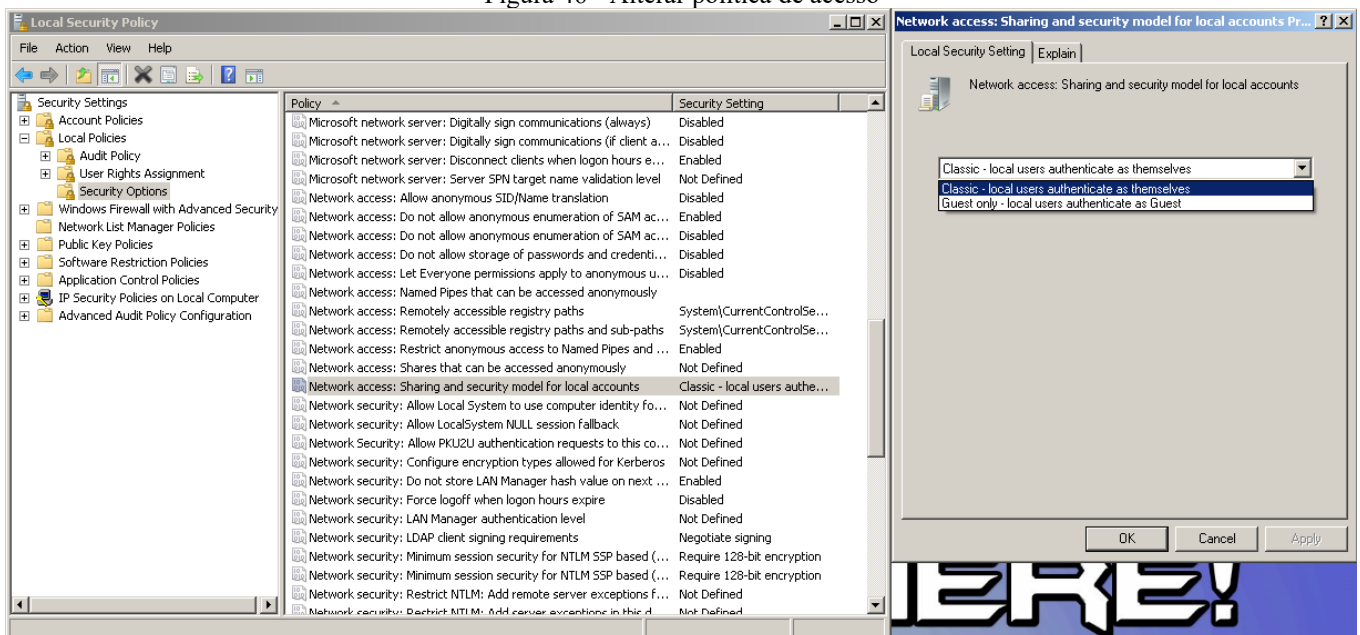 Figura 40 - Alterar política de acesso
Local Security Policy
File Action View Help
Security Settings
Account Policies
Local Policies
Audit Policy
User Rights Assignment
Security Options
Windows Firewall with Advanced Security
Network List Manager Policies
Public Key Policies
Software Restriction Policies
Application Control Policies
IP Security Policies on Local Computer
Advanced Audit Policy Configuration
Policy Security Setting
Microsoft network server: Digitally sign communications (always) Disabled
Microsoft network server: Digitally sign communications (if client a... Disabled
Microsoft network server: Disconnect clients when logon hours e... Enabled
Microsoft network server: Server SPN target name validation level Not Defined
Network access: Allow anonymous SID/Name translation Disabled
Network access: Do not allow anonymous enumeration of SAM ac... Enabled
Network access: Do not allow anonymous enumeration of SAM ac... Disabled
Network access: Do not allow storage of passwords and credenti... Disabled
Network access: Let Everyone permissions apply to anonymous u... Disabled
Network access: Named Pipes that can be accessed anonymously
Network access: Remotely accessible registry paths System\CurrentControlSe...
Network access: Remotely accessible registry paths and sub-paths System\CurrentControlSe...
Network access: Restrict anonymous access to Named Pipes and ... Enabled
Network access: Shares that can be accessed anonymously Not Defined
Network access: Sharing and security model for local accounts Classic - local users authe...
Network security: Allow Local System to use computer identity fo... Not Defined
Network security: Allow LocalSystem NULL session fallback Not Defined
Network Security: Allow PKU2U authentication requests to this co... Not Defined
Network security: Configure encryption types allowed for Kerberos Not Defined
Network security: Do not store LAN Manager hash value on next ... Enabled
Network security: Force logoff when logon hours expire Disabled
Network security: LAN Manager authentication level Not Defined
Network security: LDAP client signing requirements Negotiate signing
Network security: Minimum session security for NTLM SSP based (... Require 128-bit encryption
Network security: Minimum session security for NTLM SSP based (... Require 128-bit encryption
Network security: Restrict NTLM: Add remote server exceptions f... Not Defined
Network security: Restrict NTLM: Add server exceptions in this d... Not Defined
Network access: Sharing and security model for local accounts Pr...
Local Security Setting Explain
Network access: Sharing and security model for local accounts
Classic - local users authenticate as themselves
Classic - local users authenticate as themselves
Guest only - local users authenticate as Guest
OK Cancel Apply
ERE!